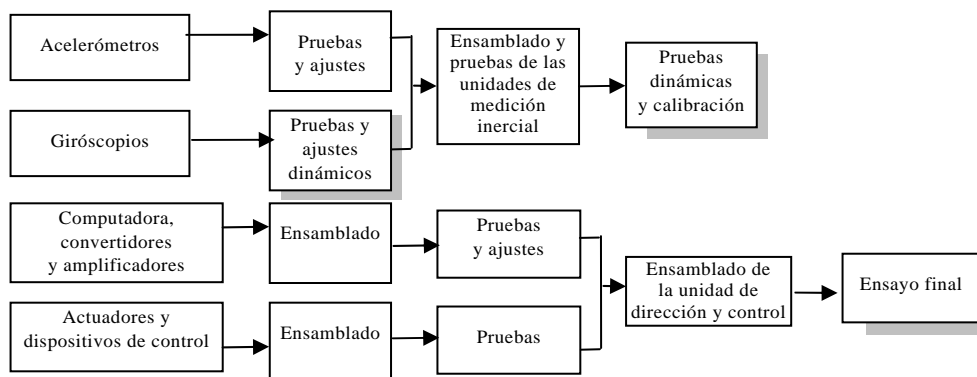 Acelerómetros
Pruebas
y ajustes
Ensamblado y
pruebas de las
unidades de
medición
inercial
Pruebas
dinámicas
y calibración
Giróscopios
Pruebas y
ajustes
dinámicos
Computadora,
convertidores
y amplificadores
Ensamblado
Pruebas
y ajustes
Ensamblado de
la unidad de
dirección y control
Ensayo final
Actuadores y
dispositivos de control
Ensamblado
Pruebas